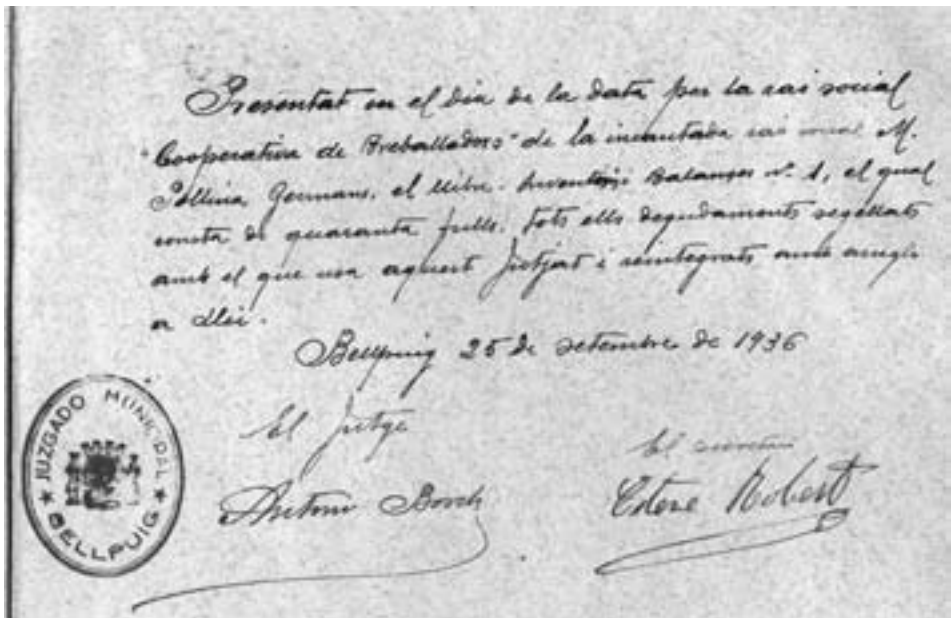 Presentat en el dia de la data per la raó social
"Cooperativa de Treballadors" de la incautada raó social M.
Germans, el llibre Inventaris Balanços nº 1, el qual
consta de quaranta fulls, tots ells degudament segellats
amb el que usa aquest Jutjat i reintegrats amb arreglo
a Llei.
Bellpuig 25 de setembre de 1936
El Jutge
El secretari
Antoni Bosch
Esteve Robert
JUZGADO MUNICIPAL
★ BELLPUIG ★